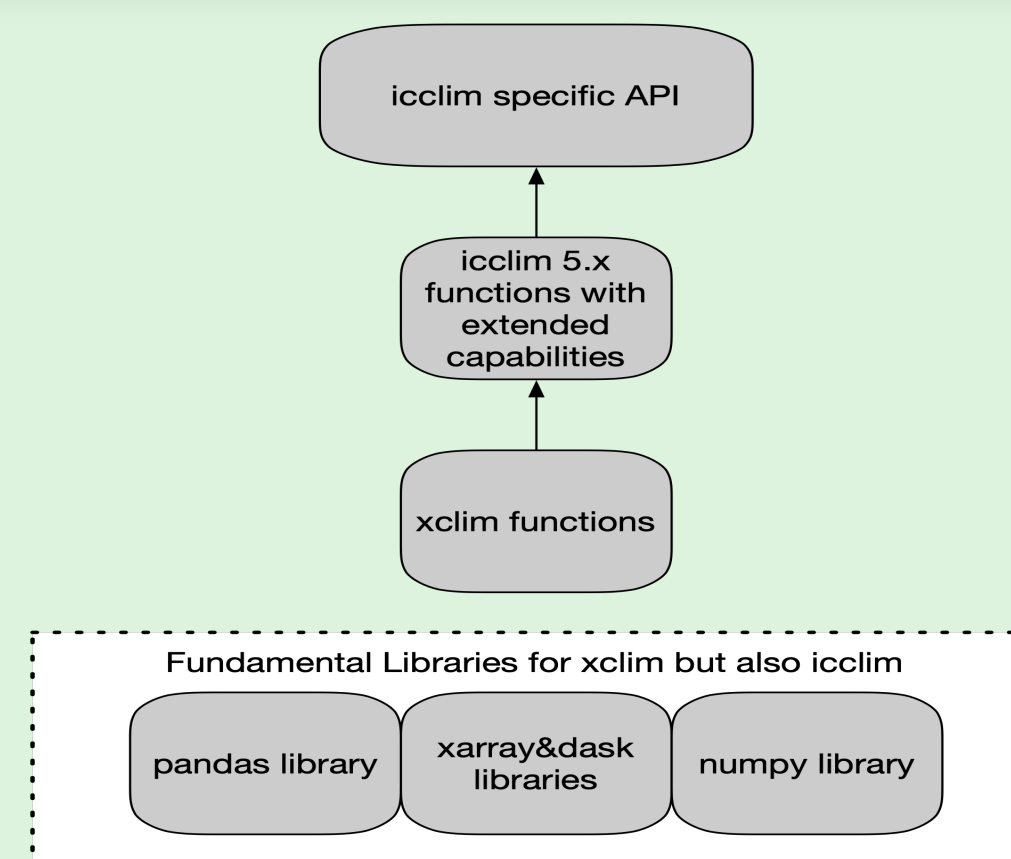 icclim specific API
icclim 5.x
functions with
extended
capabilities
xclim functions
Fundamental Libraries for xclim but also icclim
pandas library
xarray&dask
libraries
numpy library